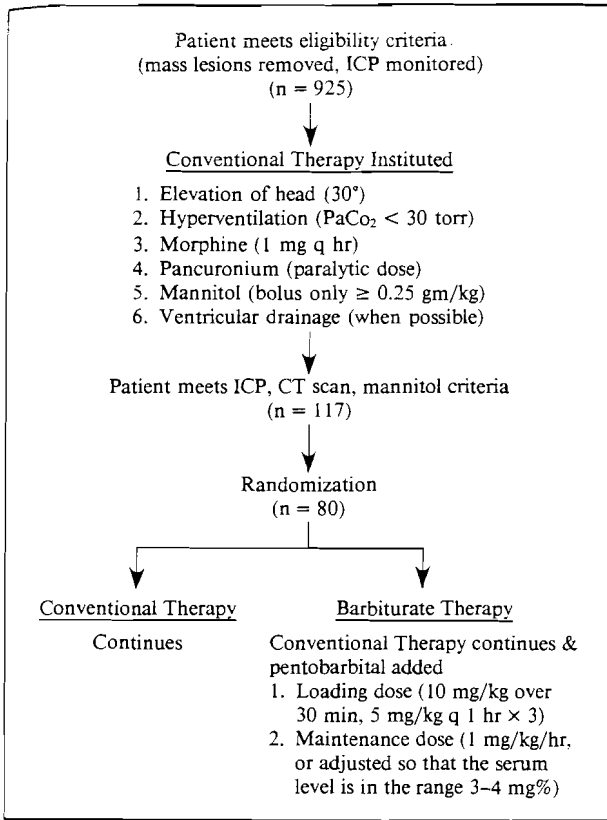 Patient meets eligibility criteria
(mass lesions removed, ICP monitored)
(n = 925)
Conventional Therapy Instituted
1. Elevation of head (30°)
2. Hyperventilation (PaCo₂ < 30 torr)
3. Morphine (1 mg q hr)
4. Pancuronium (paralytic dose)
5. Mannitol (bolus only ≥ 0.25 gm/kg)
6. Ventricular drainage (when possible)
Patient meets ICP, CT scan, mannitol criteria
(n = 117)
Randomization
(n = 80)
Conventional Therapy
Continues
Barbiturate Therapy
Conventional Therapy continues &
pentobarbital added
1. Loading dose (10 mg/kg over
30 min, 5 mg/kg q 1 hr × 3)
2. Maintenance dose (1 mg/kg/hr,
or adjusted so that the serum
level is in the range 3–4 mg%)